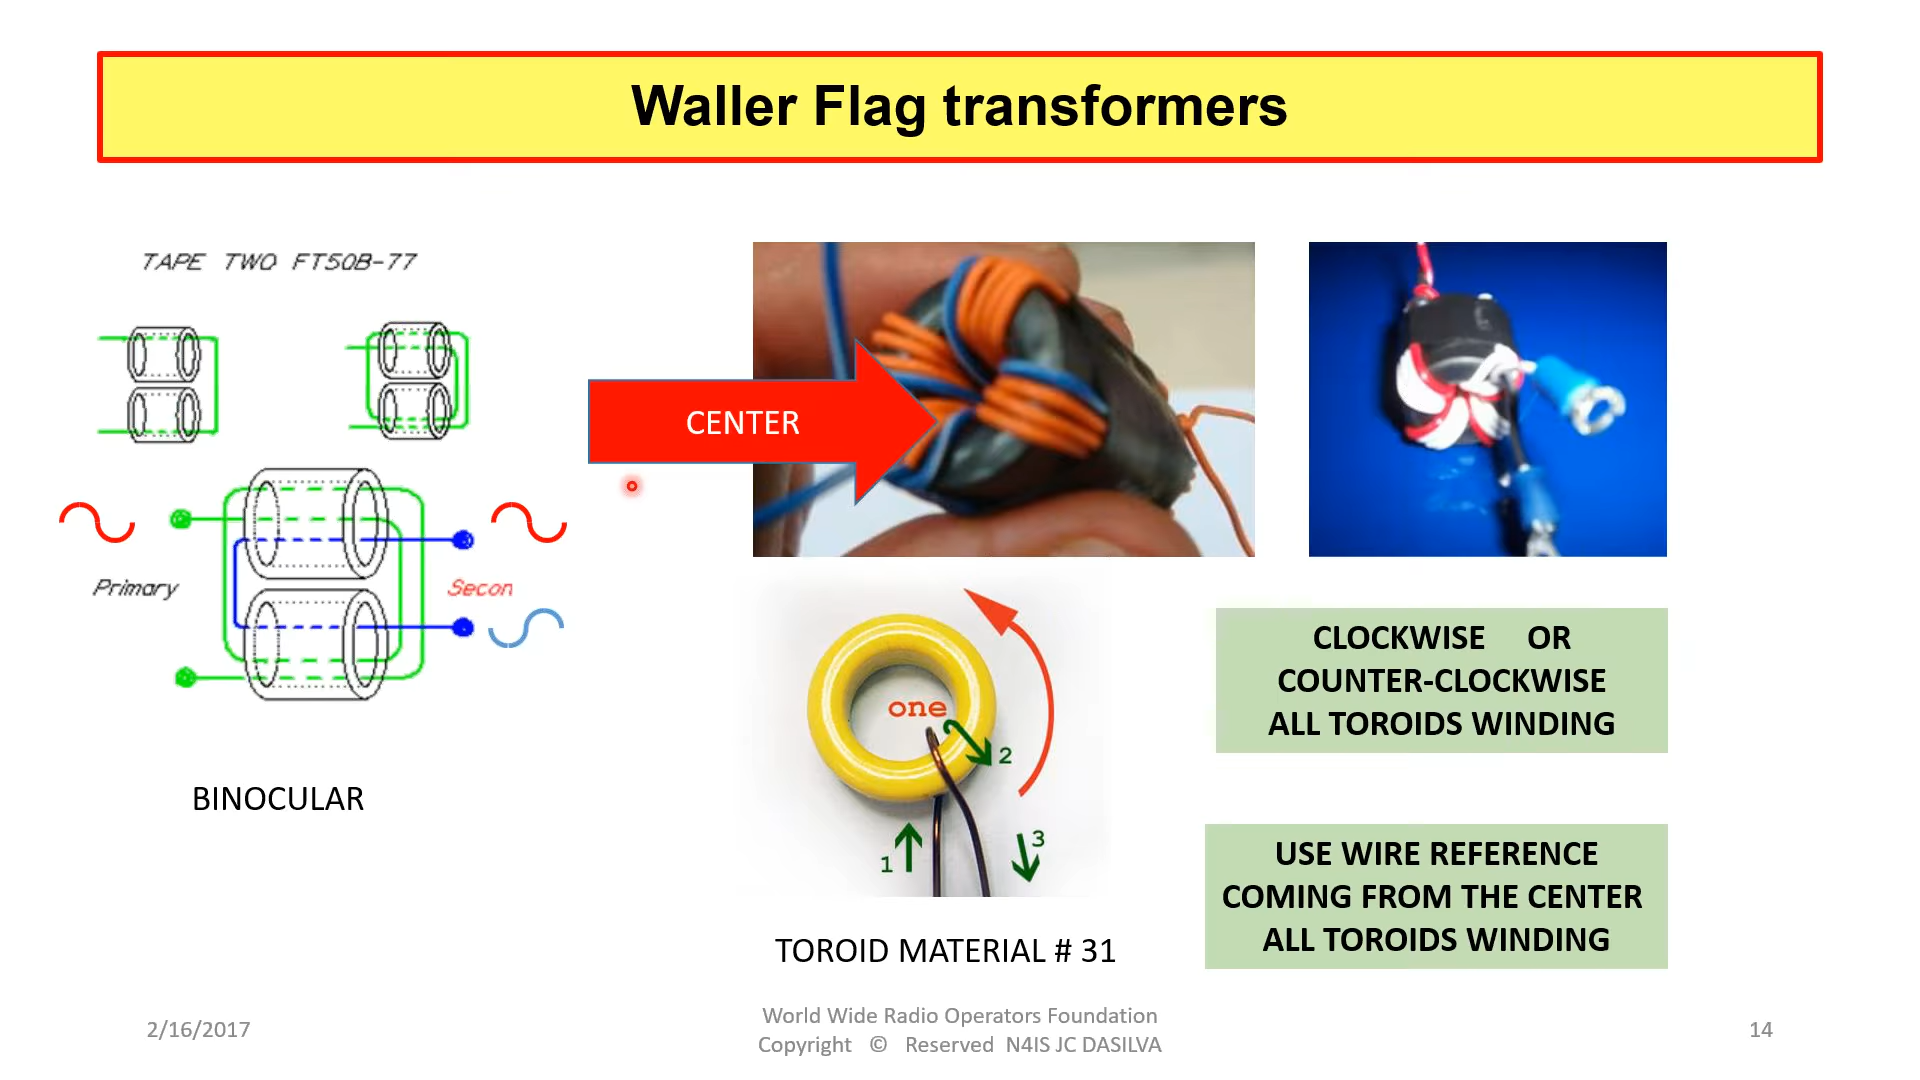 Waller Flag transformers
TAPE TWO FT50B-77
CENTER
Primary
Secon
BINOCULAR
one
2
1
3
TOROID MATERIAL # 31
CLOCKWISE OR
COUNTER-CLOCKWISE
ALL TOROIDS WINDING
USE WIRE REFERENCE
COMING FROM THE CENTER
ALL TOROIDS WINDING
2/16/2017
World Wide Radio Operators Foundation
Copyright © Reserved N4IS JC DASILVA
14